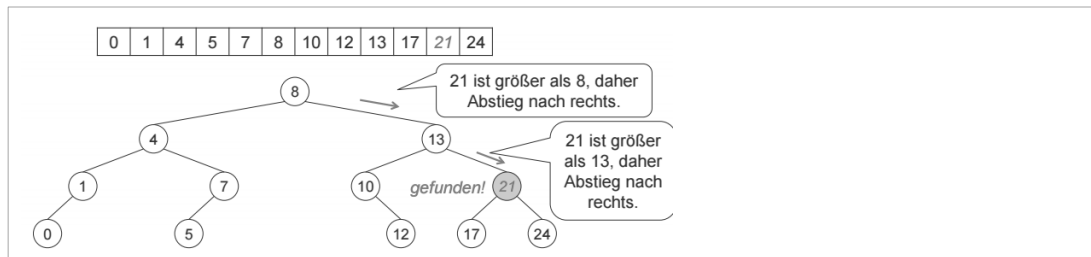 0 1 4 5 7 8 10 12 13 17 21 24
21 ist größer als 8, daher
Abstieg nach rechts.
8
4 13
21 ist größer
als 13, daher
Abstieg nach
rechts.
1 7 10 gefunden! 21
0 5 12 17 24